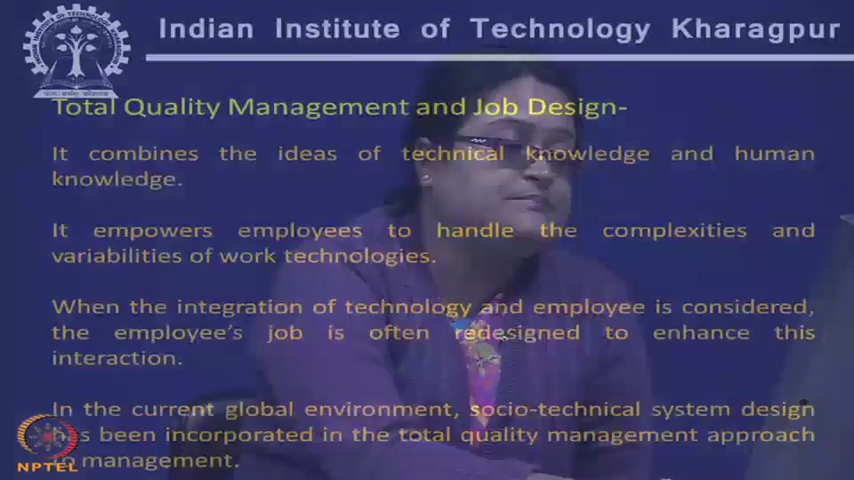 Indian Institute of Technology Kharagpur
Total Quality Management and Job Design-
It combines the ideas of technical knowledge and human
knowledge.
It empowers employees to handle the complexities and
variabilities of work technologies.
When the integration of technology and employee is considered,
the employee's job is often redesigned to enhance this
interaction.
In the current global environment, socio-technical system design
has been incorporated in the total quality management approach
to management.
NPTEL